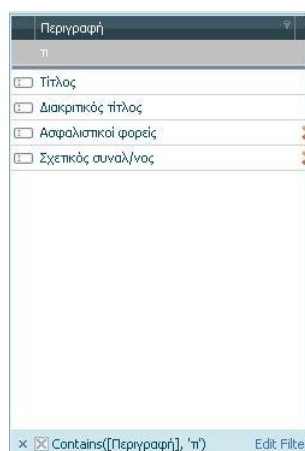 Περιγραφή
π
Τίτλος
Διακριτικός τίτλος
Ασφαλιστικοί φορείς
Σχετικός συναλ/νος
Contains([Περιγραφή], 'π') Edit Filte